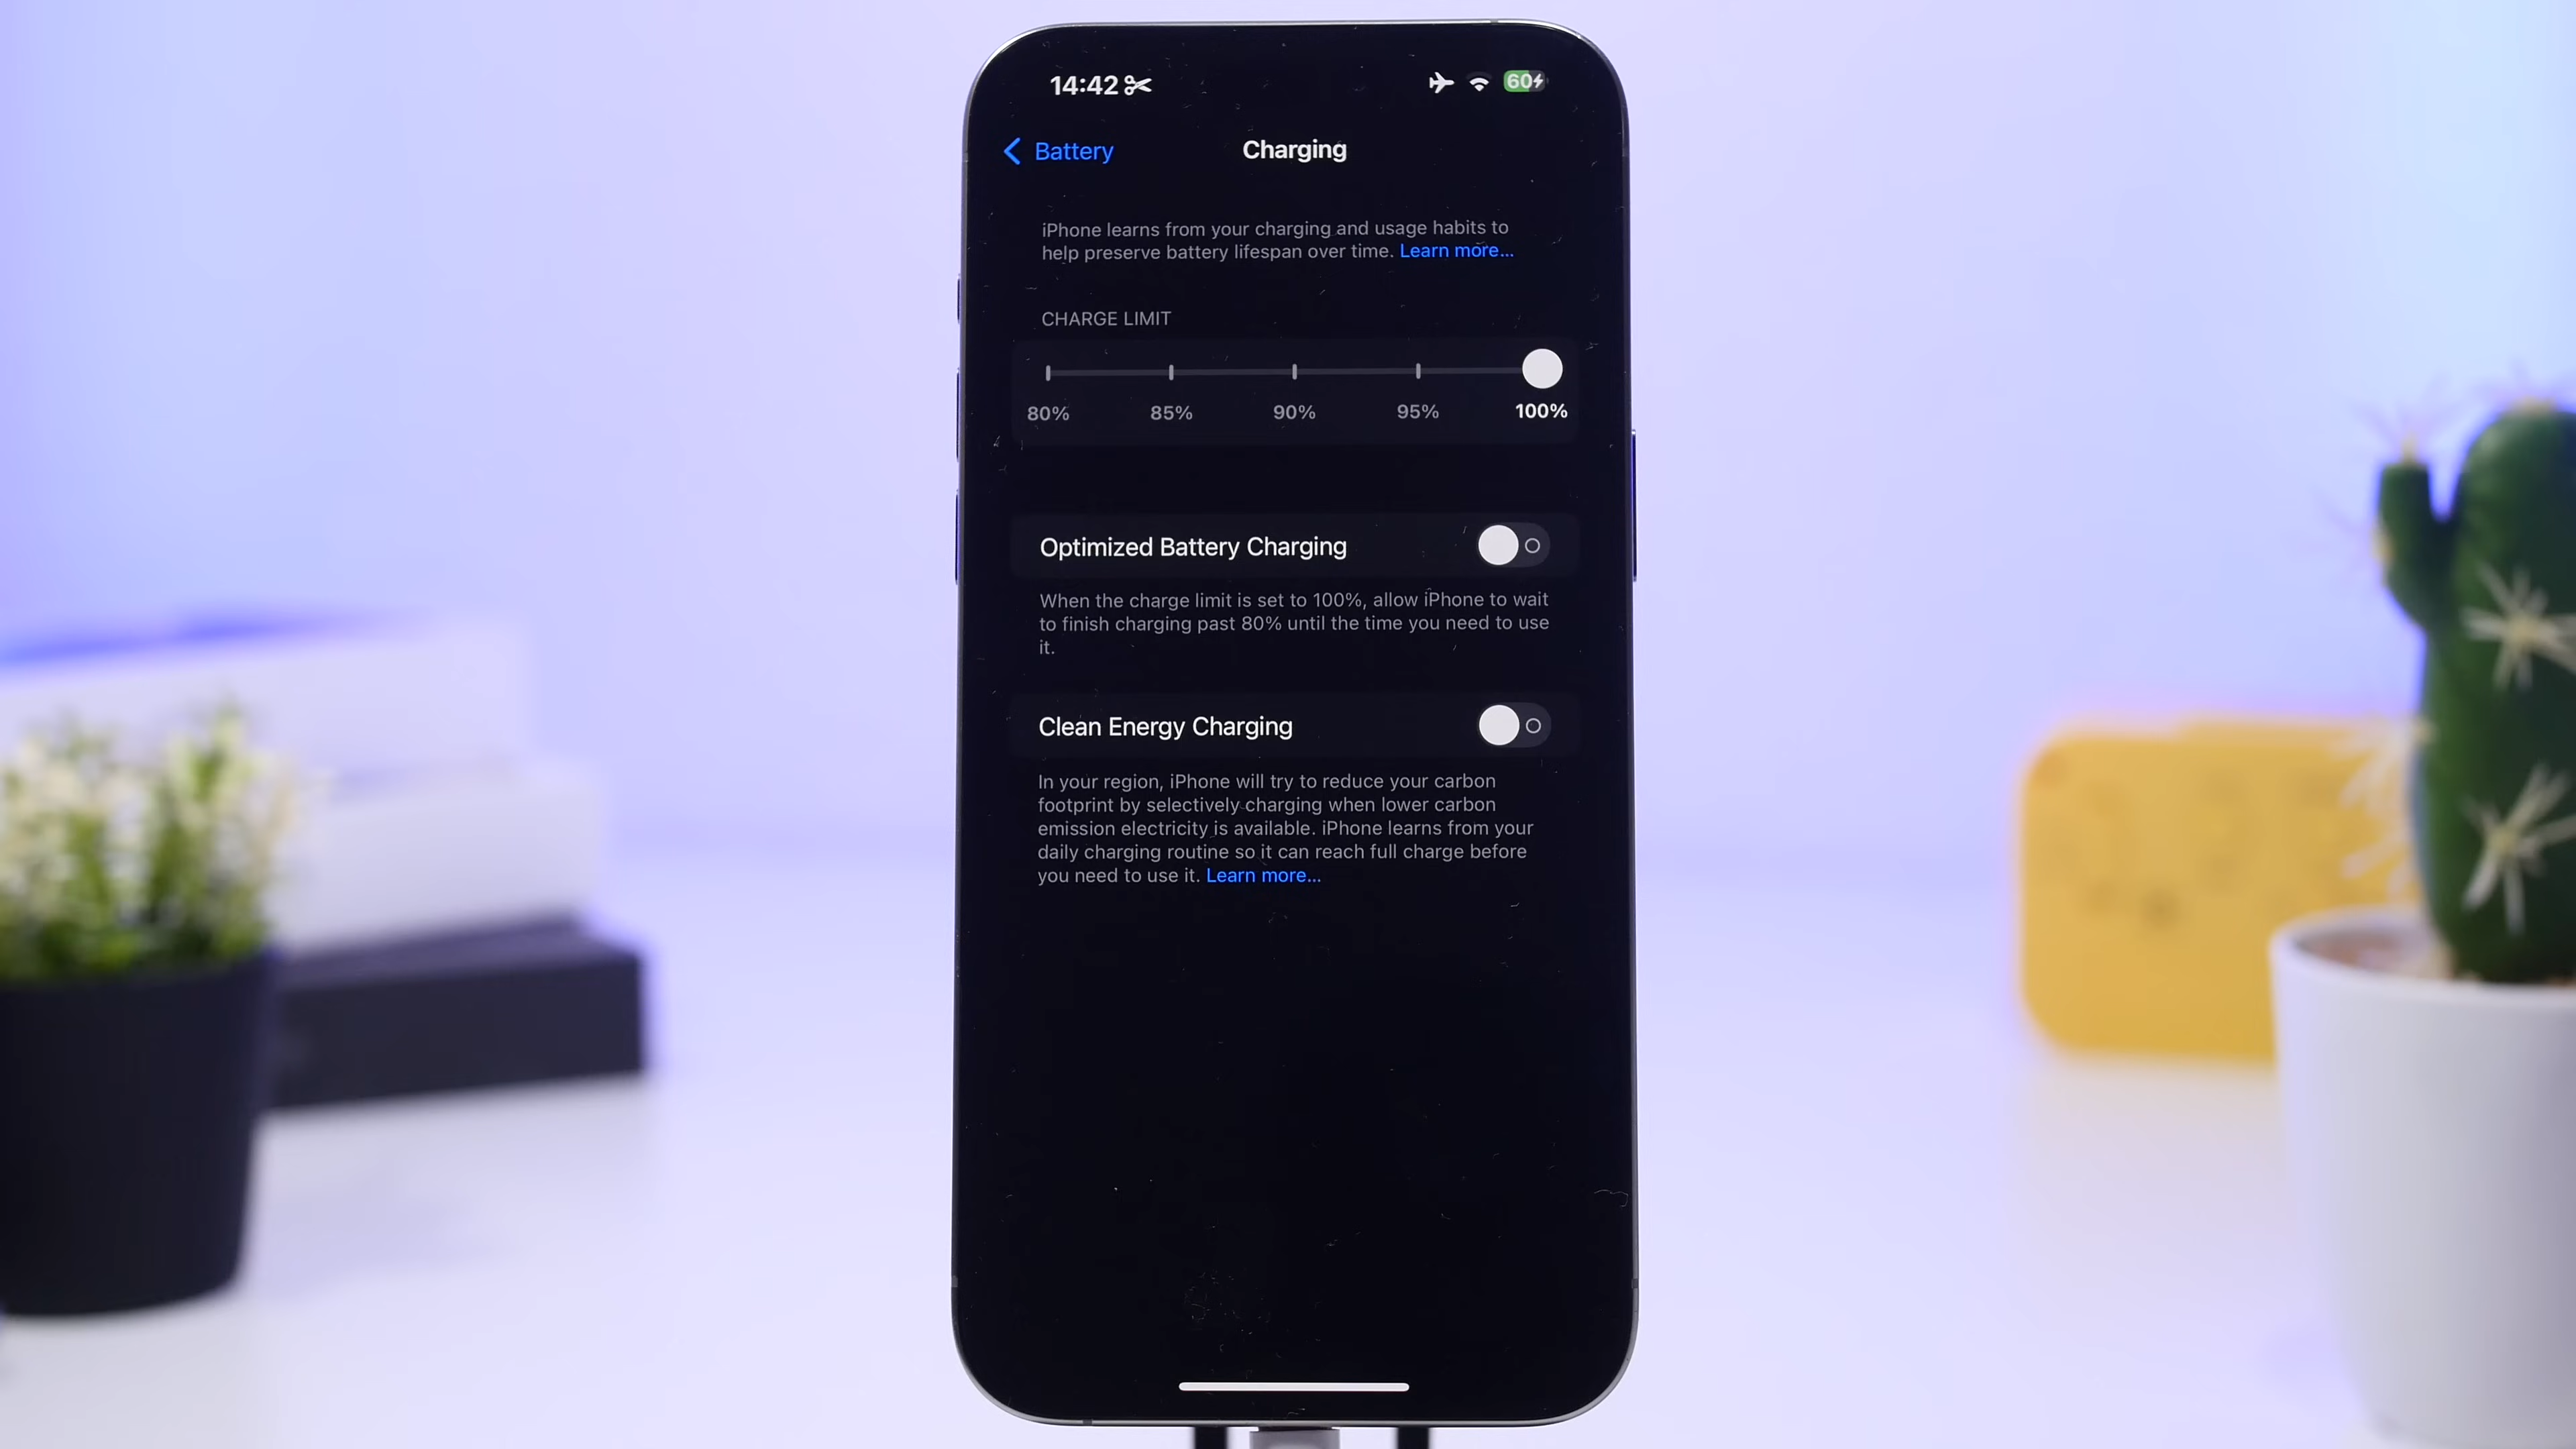 14:42
60
Battery
Charging
iPhone learns from your charging and usage habits to
help preserve battery lifespan over time. Learn more...
CHARGE LIMIT
80% 85% 90% 95% 100%
Optimized Battery Charging
When the charge limit is set to 100%, allow iPhone to wait
to finish charging past 80% until the time you need to use
it.
Clean Energy Charging
In your region, iPhone will try to reduce your carbon
footprint by selectively charging when lower carbon
emission electricity is available. iPhone learns from your
daily charging routine so it can reach full charge before
you need to use it. Learn more...